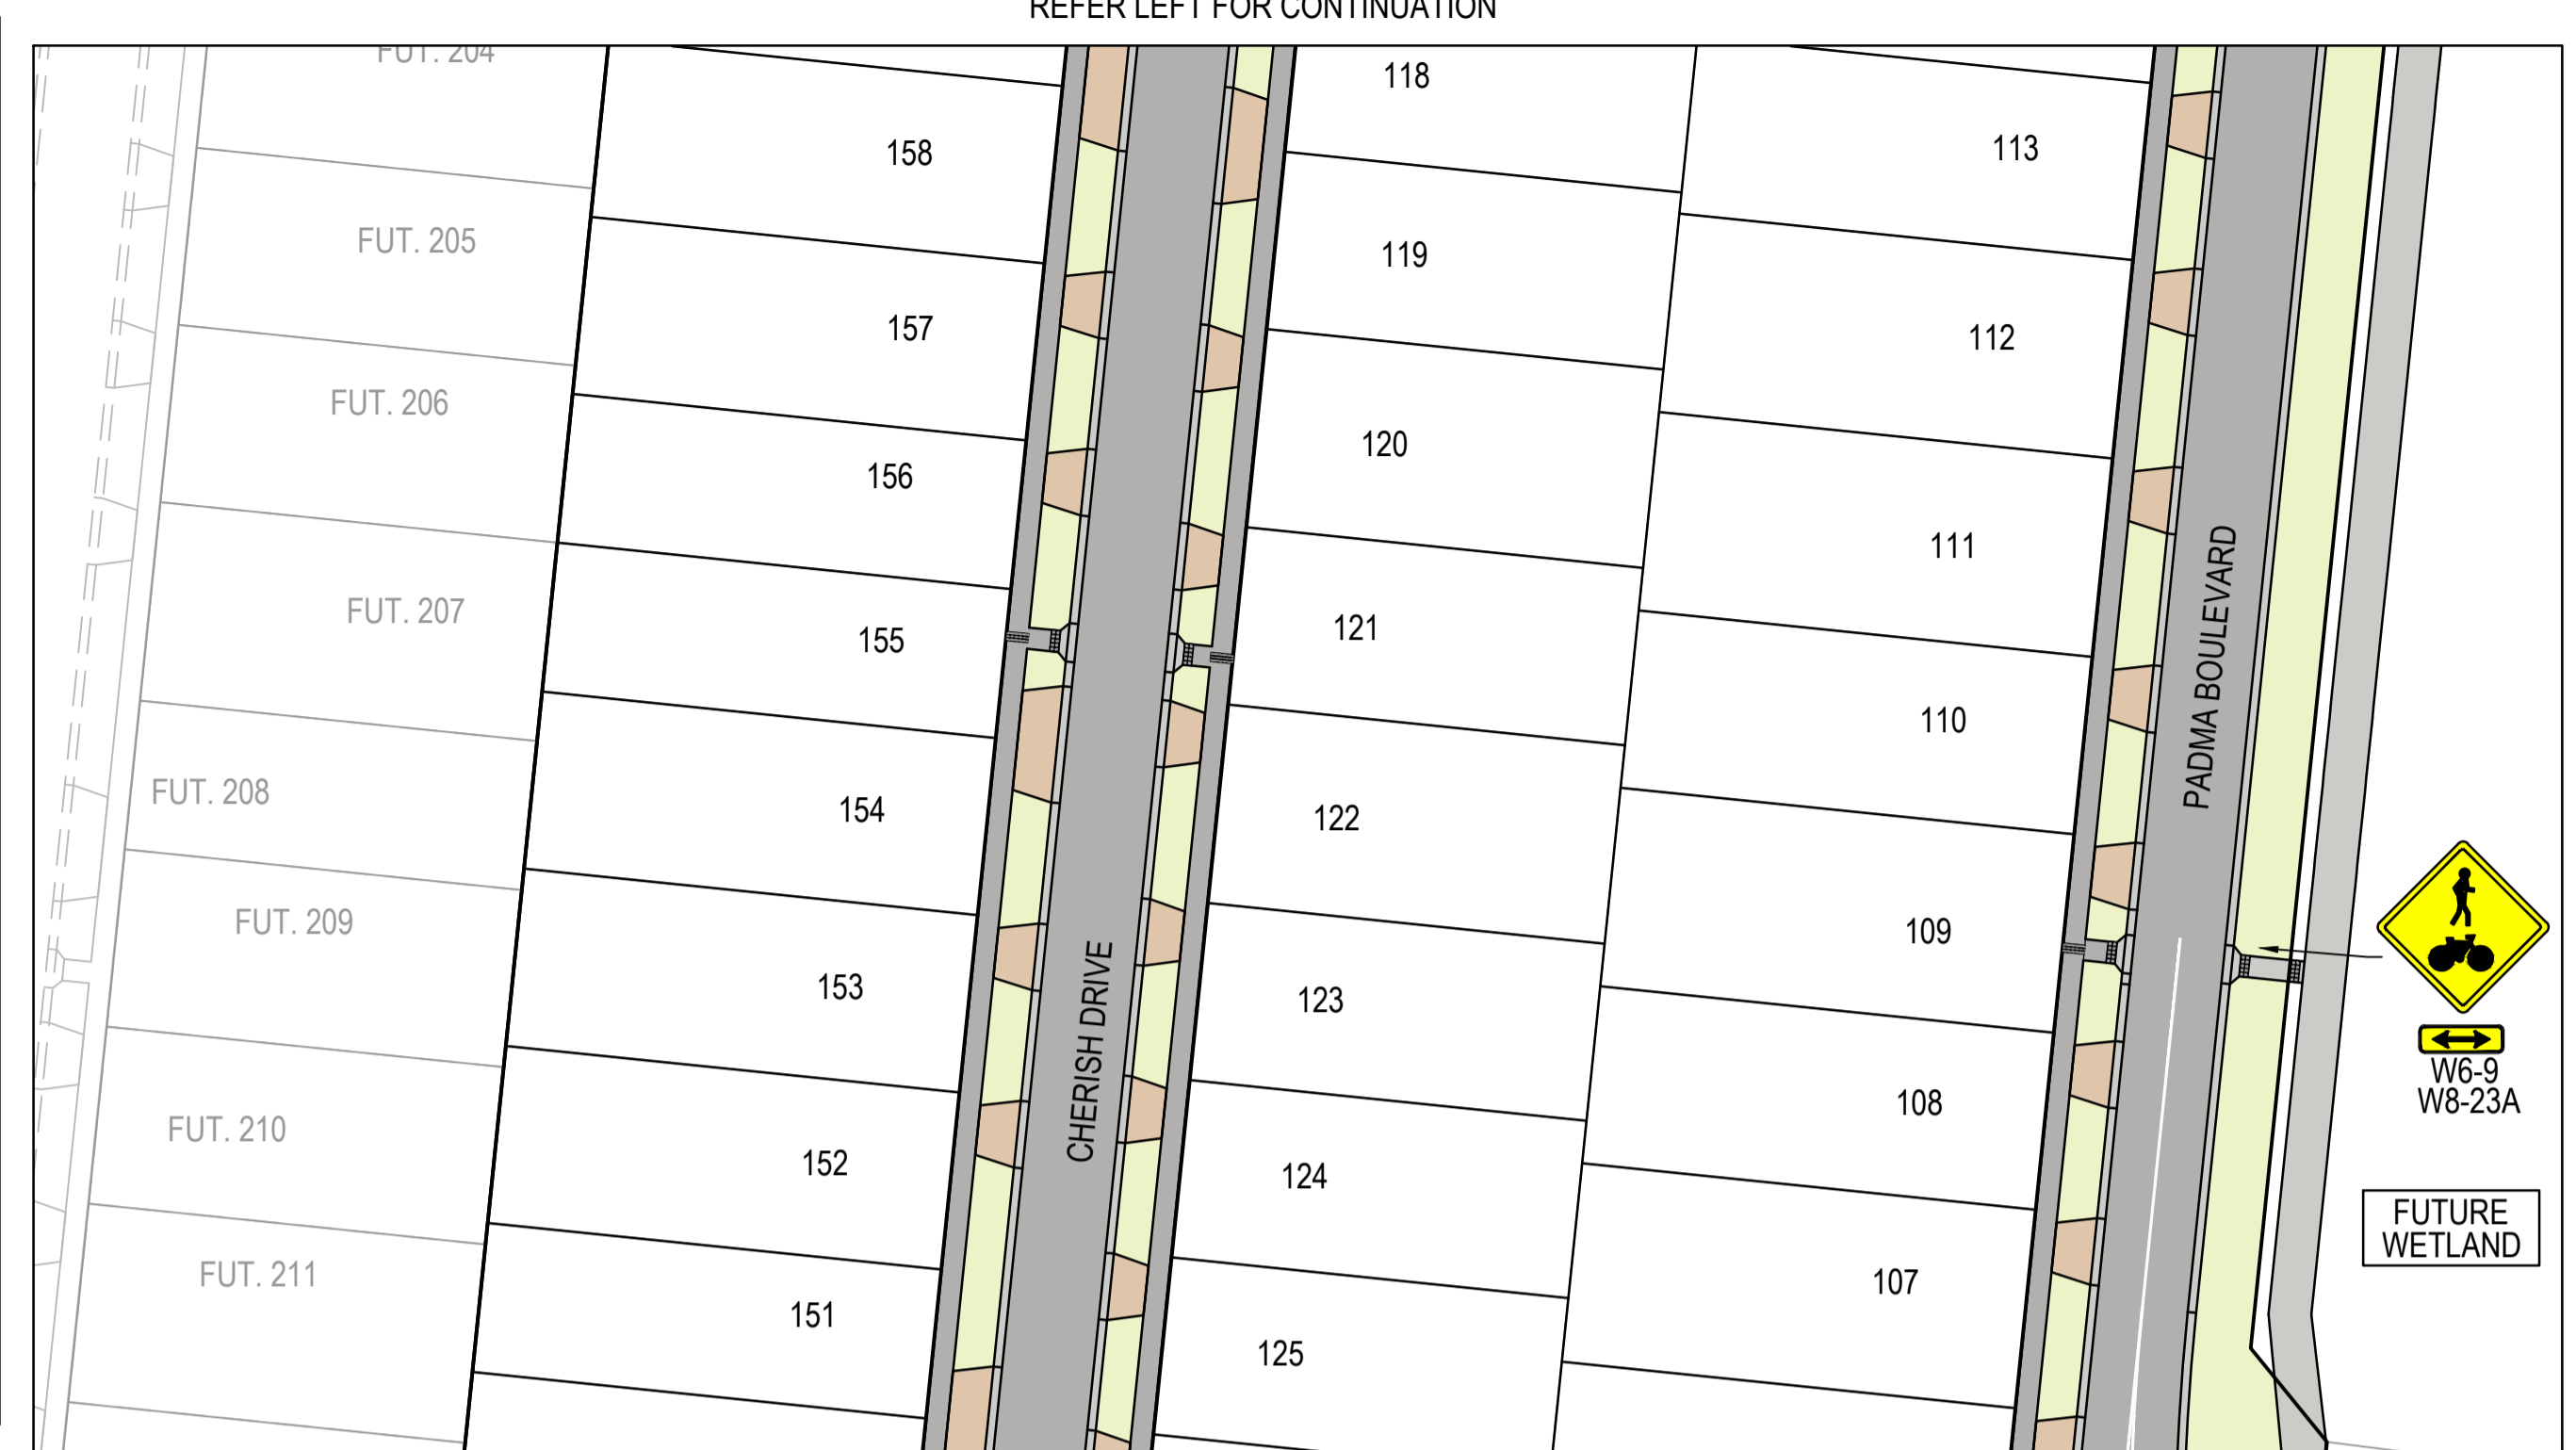 REFER LEFT FOR CONTINUATION
FUT. 204
FUT. 205
FUT. 206
FUT. 207
FUT. 208
FUT. 209
FUT. 210
FUT. 211
158
157
156
155
154
153
152
151
CHERISH DRIVE
118
119
120
121
122
123
124
125
113
112
111
110
109
108
107
PADMA BOULEVARD
W6-9
W8-23A
FUTURE
WETLAND